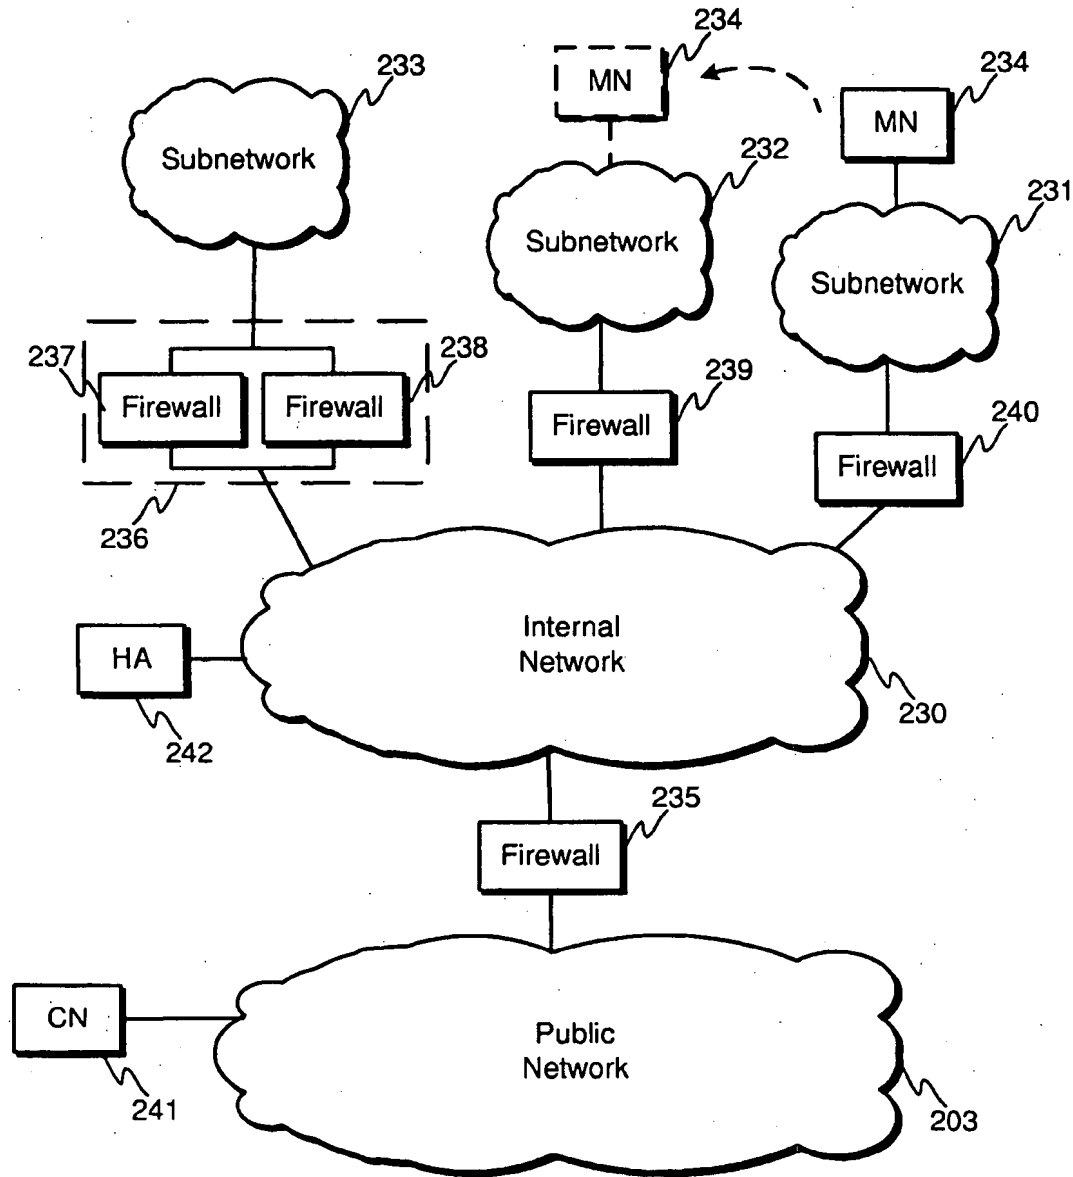 234
233
MN
234
MN
Subnetwork
232
231
Subnetwork
Subnetwork
237
238
239
Firewall
Firewall
Firewall
240
Firewall
236
Internal
Network
HA
230
242
235
Firewall
CN
Public
Network
241
203